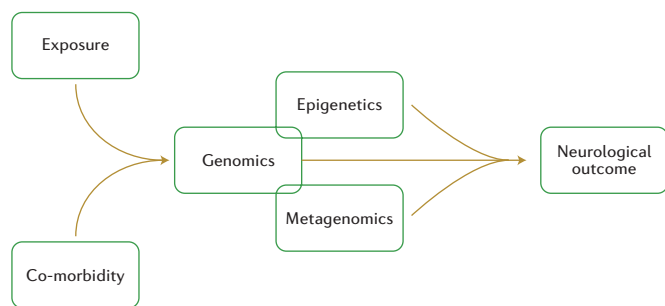 Exposure
Epigenetics
Genomics
Neurological
outcome
Metagenomics
Co-morbidity